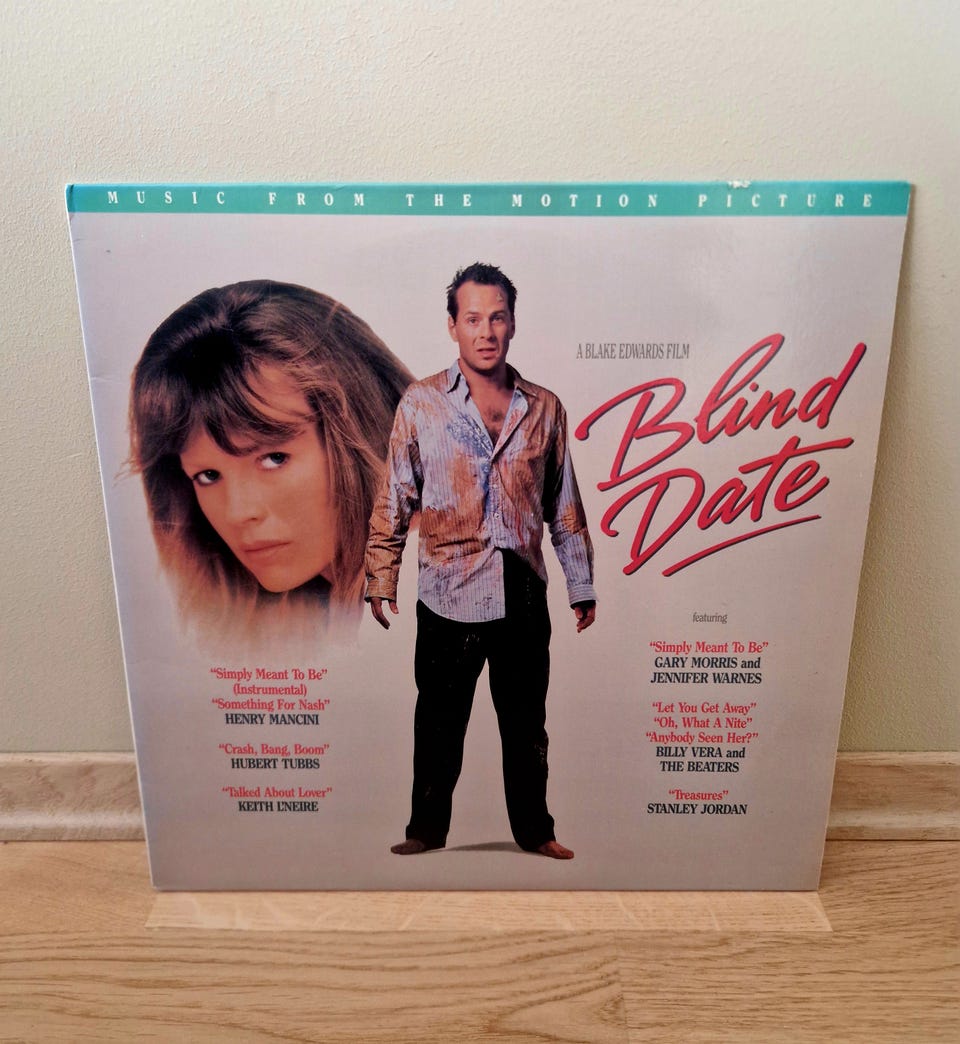 MUSIC FROM THE MOTION PICTURE
A BLAKE EDWARDS FILM
Blind
Date
featuring
"Simply Meant To Be"
(Instrumental)
"Something For Nash"
HENRY MANCINI
"Crash, Bang, Boom"
HUBERT TUBBS
"Talked About Lover"
KEITH L'NEIRE
"Simply Meant To Be"
GARY MORRIS and
JENNIFER WARNES
"Let You Get Away"
"Oh, What A Nite"
"Anybody Seen Her?"
BILLY VERA and
THE BEATERS
"Treasures"
STANLEY JORDAN